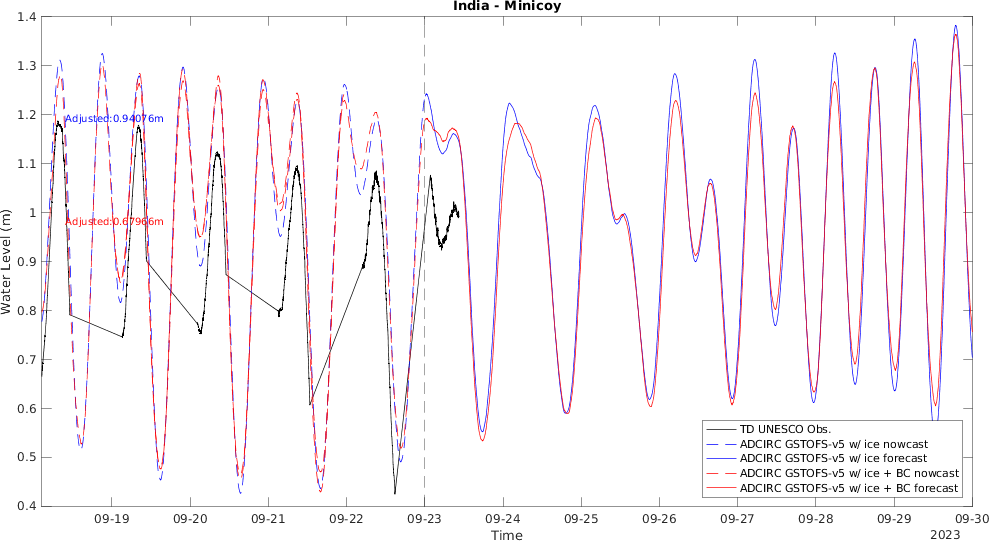 India - Minicoy
1.4
1.3
1.2
1.1
1
0.9
0.8
0.7
0.6
0.5
0.4
Water Level (m)
Adjusted:0.94076m
Adjusted:0.67966m
TD UNESCO Obs.
ADCIRC GSTOFS-v5 w/ ice nowcast
ADCIRC GSTOFS-v5 w/ ice forecast
ADCIRC GSTOFS-v5 w/ ice + BC nowcast
ADCIRC GSTOFS-v5 w/ ice + BC forecast
09-19 09-20 09-21 09-22 09-23 09-24 09-25 09-26 09-27 09-28 09-29 09-30
Time
2023